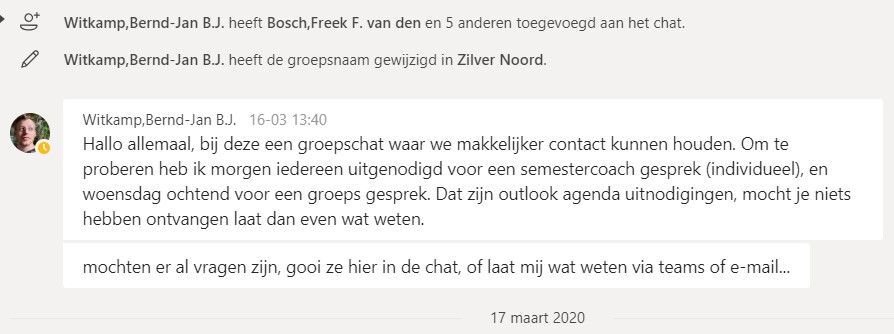 Witkamp,Bernd-Jan B.J. heeft Bosch,Freek F. van den en 5 anderen toegevoegd aan het chat.
Witkamp,Bernd-Jan B.J. heeft de groepsnaam gewijzigd in Zilver Noord.
Witkamp,Bernd-Jan B.J. 16-03 13:40
Hallo allemaal, bij deze een groepschat waar we makkelijker contact kunnen houden. Om te
proberen heb ik morgen iedereen uitgenodigd voor een semestercoach gesprek (individueel), en
woensdag ochtend voor een groeps gesprek. Dat zijn outlook agenda uitnodigingen, mocht je niets
hebben ontvangen laat dan even wat weten.
mochten er al vragen zijn, gooi ze hier in de chat, of laat mij wat weten via teams of e-mail...
17 maart 2020